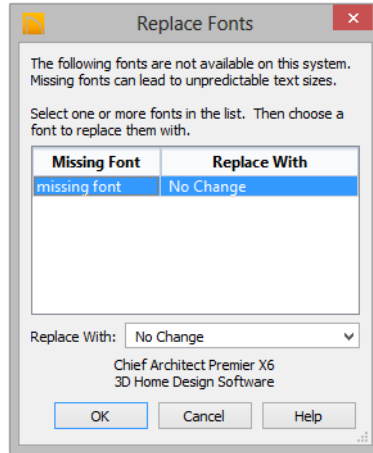 Replace Fonts
The following fonts are not available on this system.
Missing fonts can lead to unpredictable text sizes.
Select one or more fonts in the list.  Then choose a
font to replace them with.
Missing Font Replace With
missing font No Change
Replace With: No Change
Chief Architect Premier X6
3D Home Design Software
OK Cancel Help